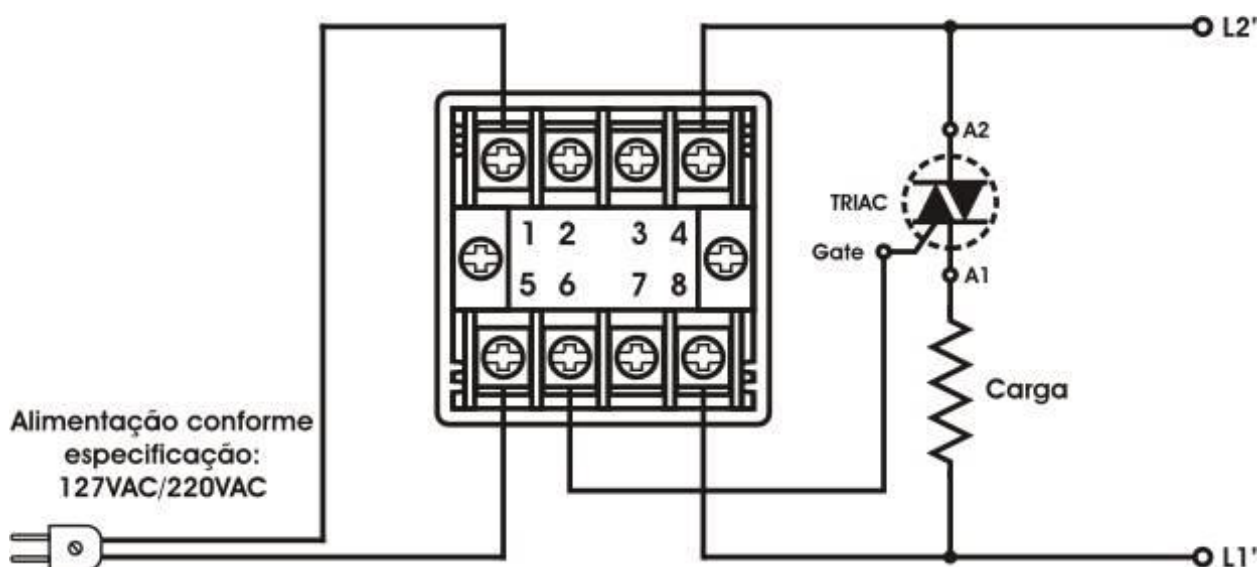 L2'
A2
TRIAC
1 2 3 4
Gate
A1
5 6 7 8
Carga
Alimentação conforme
especificação:
127VAC/220VAC
L1'